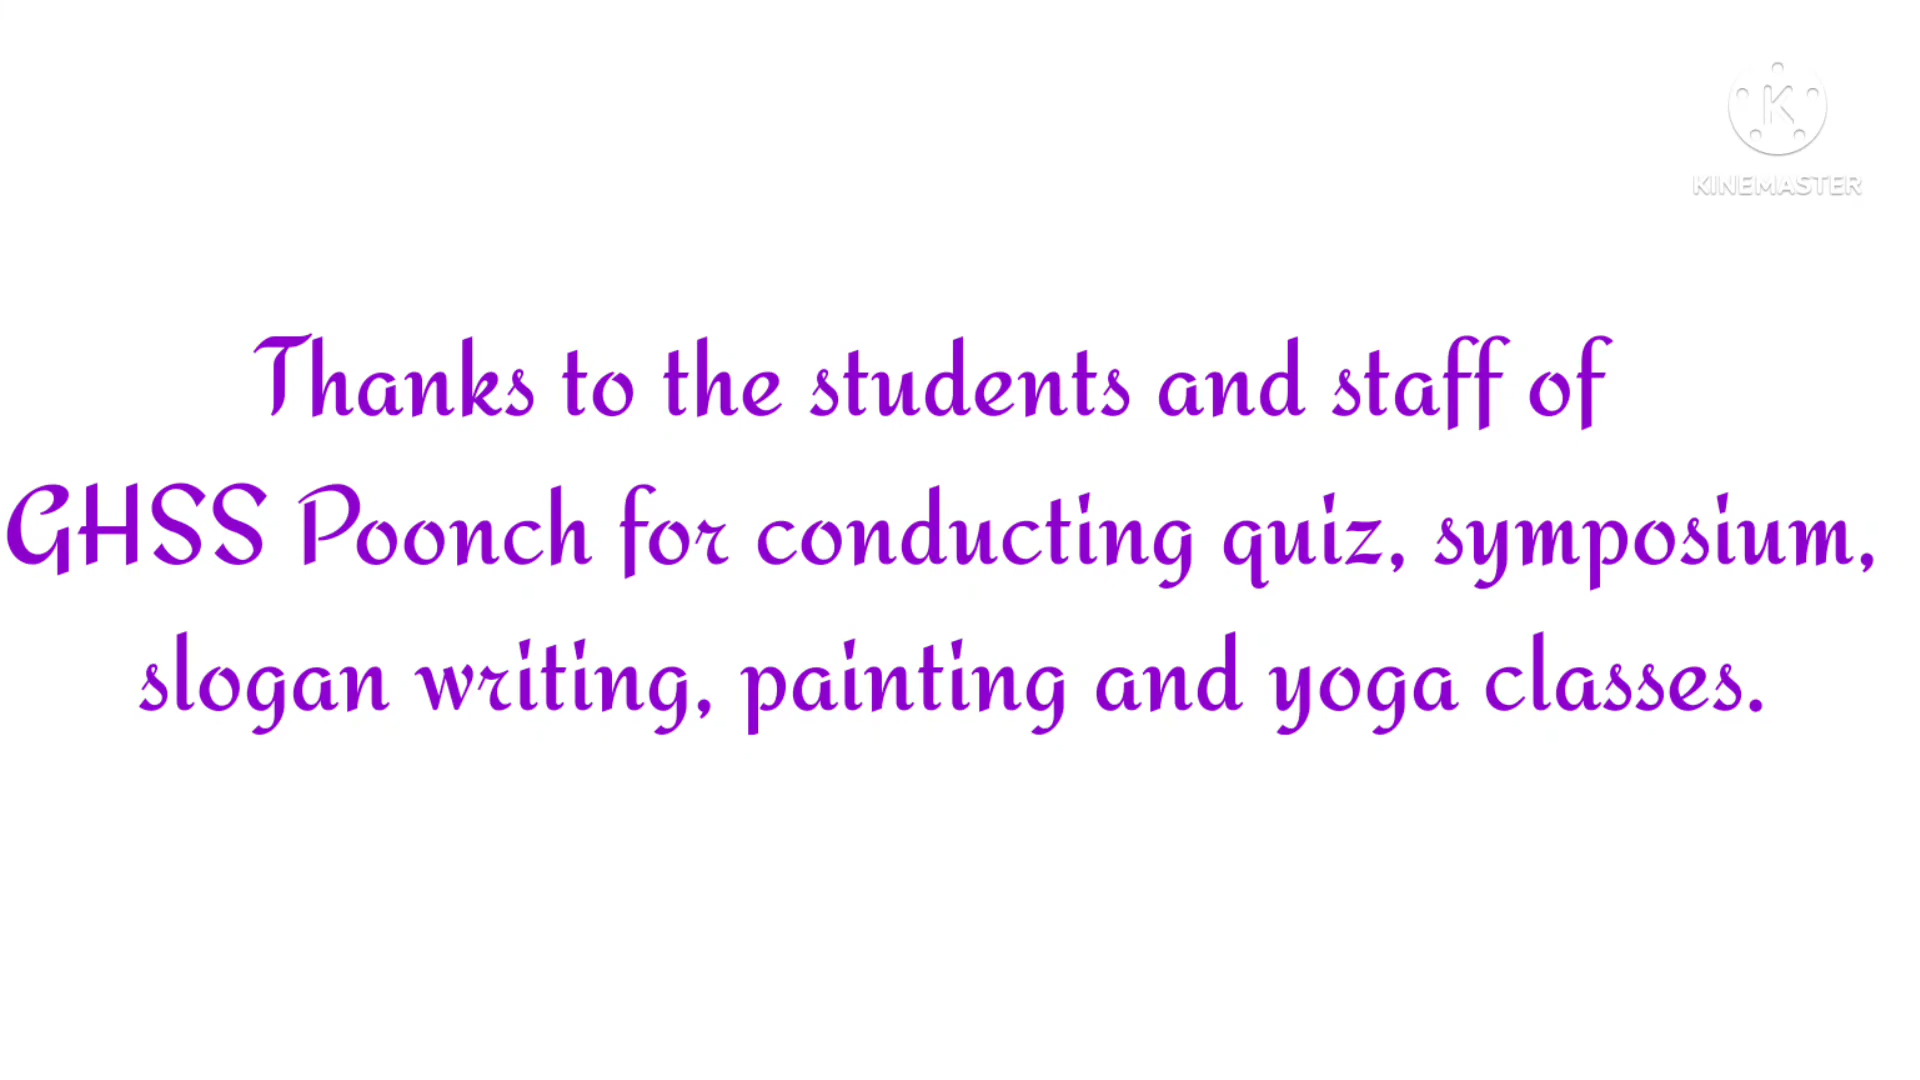 KINEMASTER
Thanks to the students and staff of
GHSS Poonch for conducting quiz, symposium,
slogan writing, painting and yoga classes.